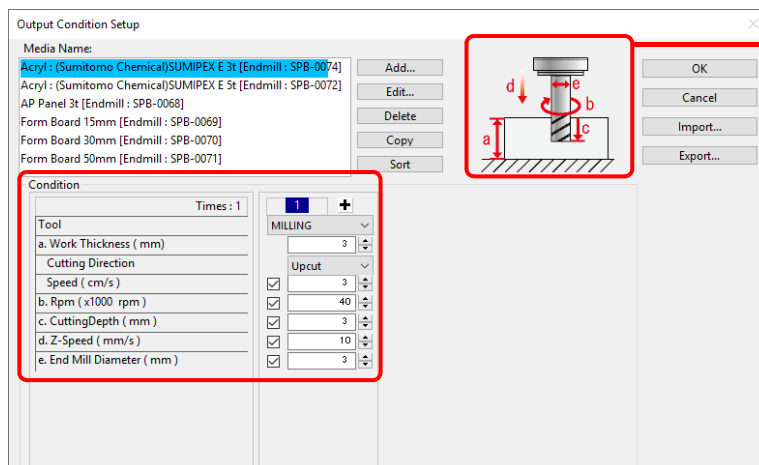 Output Condition Setup
Media Name:
Acryl : (Sumitomo Chemical)SUMIPEX E 3t [Endmill : SPB-0074]
Acryl : (Sumitomo Chemical)SUMIPEX E 5t [Endmill : SPB-0072]
AP Panel 3t [Endmill : SPB-0068]
Form Board 15mm [Endmill : SPB-0069]
Form Board 30mm [Endmill : SPB-0070]
Form Board 50mm [Endmill : SPB-0071]
Add...
Edit...
Delete
Copy
Sort
d
e
b
a
c
OK
Cancel
Import...
Export...
Condition
Times : 1
1 +
Tool MILLING
a. Work Thickness ( mm) 3
Cutting Direction Upcut
Speed ( cm/s ) 3
b. Rpm ( x1000 rpm ) 40
c. CuttingDepth ( mm ) 3
d. Z-Speed ( mm/s ) 10
e. End Mill Diameter ( mm ) 3